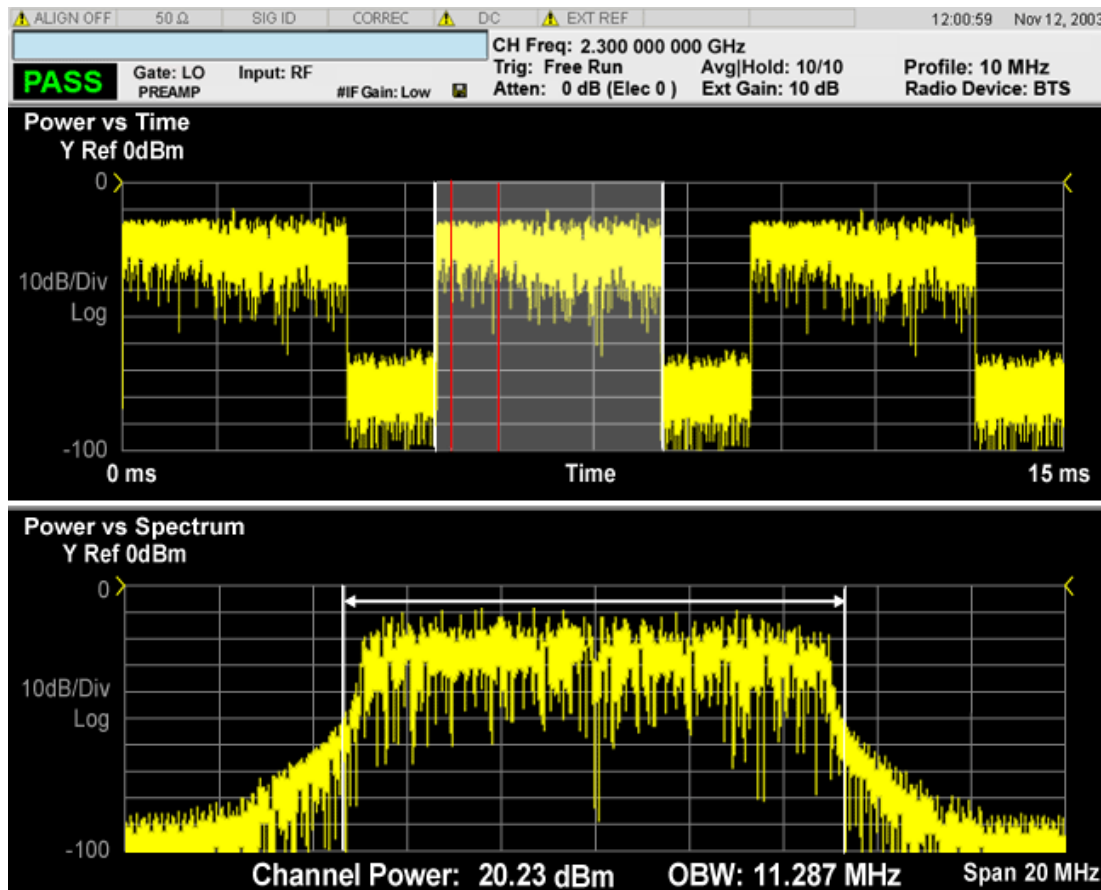 ALIGN OFF 50 Ω SIG ID CORREC DC EXT REF 12:00:59 Nov 12, 2003
CH Freq: 2.300 000 000 GHz
PASS Gate: LO Input: RF Trig: Free Run Avg|Hold: 10/10 Profile: 10 MHz
PREAMP #IF Gain: Low Atten: 0 dB (Elec 0 ) Ext Gain: 10 dB Radio Device: BTS
Power vs Time
Y Ref 0dBm
0
10dB/Div
Log
-100
0 ms Time 15 ms
Power vs Spectrum
Y Ref 0dBm
0
10dB/Div
Log
-100
Channel Power: 20.23 dBm OBW: 11.287 MHz Span 20 MHz